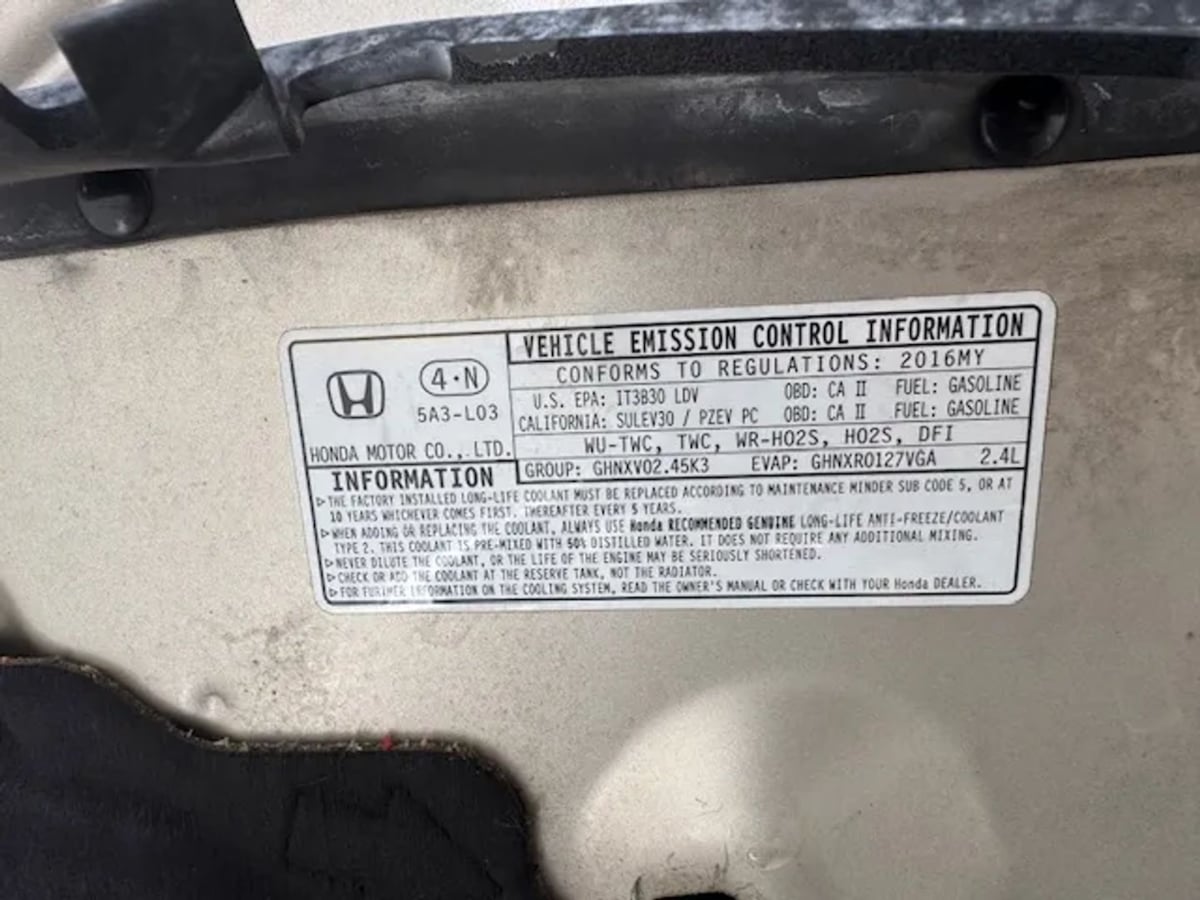 VEHICLE EMISSION CONTROL INFORMATION
CONFORMS TO REGULATIONS: 2016MY
4·N
5A3-L03
HONDA MOTOR CO., LTD.
U.S. EPA: IT3B30 LDV OBD: CA II FUEL: GASOLINE
CALIFORNIA: SULEV30 / PZEV PC OBD: CA II FUEL: GASOLINE
WU-TWC, TWC, WR-HO2S, HO2S, DFI
GROUP: GHNXV02.45K3 EVAP: GHNXR0127VGA 2.4L
INFORMATION
▷THE FACTORY INSTALLED LONG-LIFE COOLANT MUST BE REPLACED ACCORDING TO MAINTENANCE MINDER SUB CODE 5, OR AT
10 YEARS WHICHEVER COMES FIRST. THEREAFTER EVERY 5 YEARS.
▷WHEN ADDING OR REPLACING THE COOLANT, ALWAYS USE Honda RECOMMENDED GENUINE LONG-LIFE ANTI-FREEZE/COOLANT
TYPE 2. THIS COOLANT IS PRE-MIXED WITH 50% DISTILLED WATER. IT DOES NOT REQUIRE ANY ADDITIONAL MIXING.
▷NEVER DILUTE THE COOLANT, OR THE LIFE OF THE ENGINE MAY BE SERIOUSLY SHORTENED.
▷CHECK OR ADD THE COOLANT AT THE RESERVE TANK, NOT THE RADIATOR.
▷FOR FURTHER INFORMATION ON THE COOLING SYSTEM, READ THE OWNER'S MANUAL OR CHECK WITH YOUR Honda DEALER.